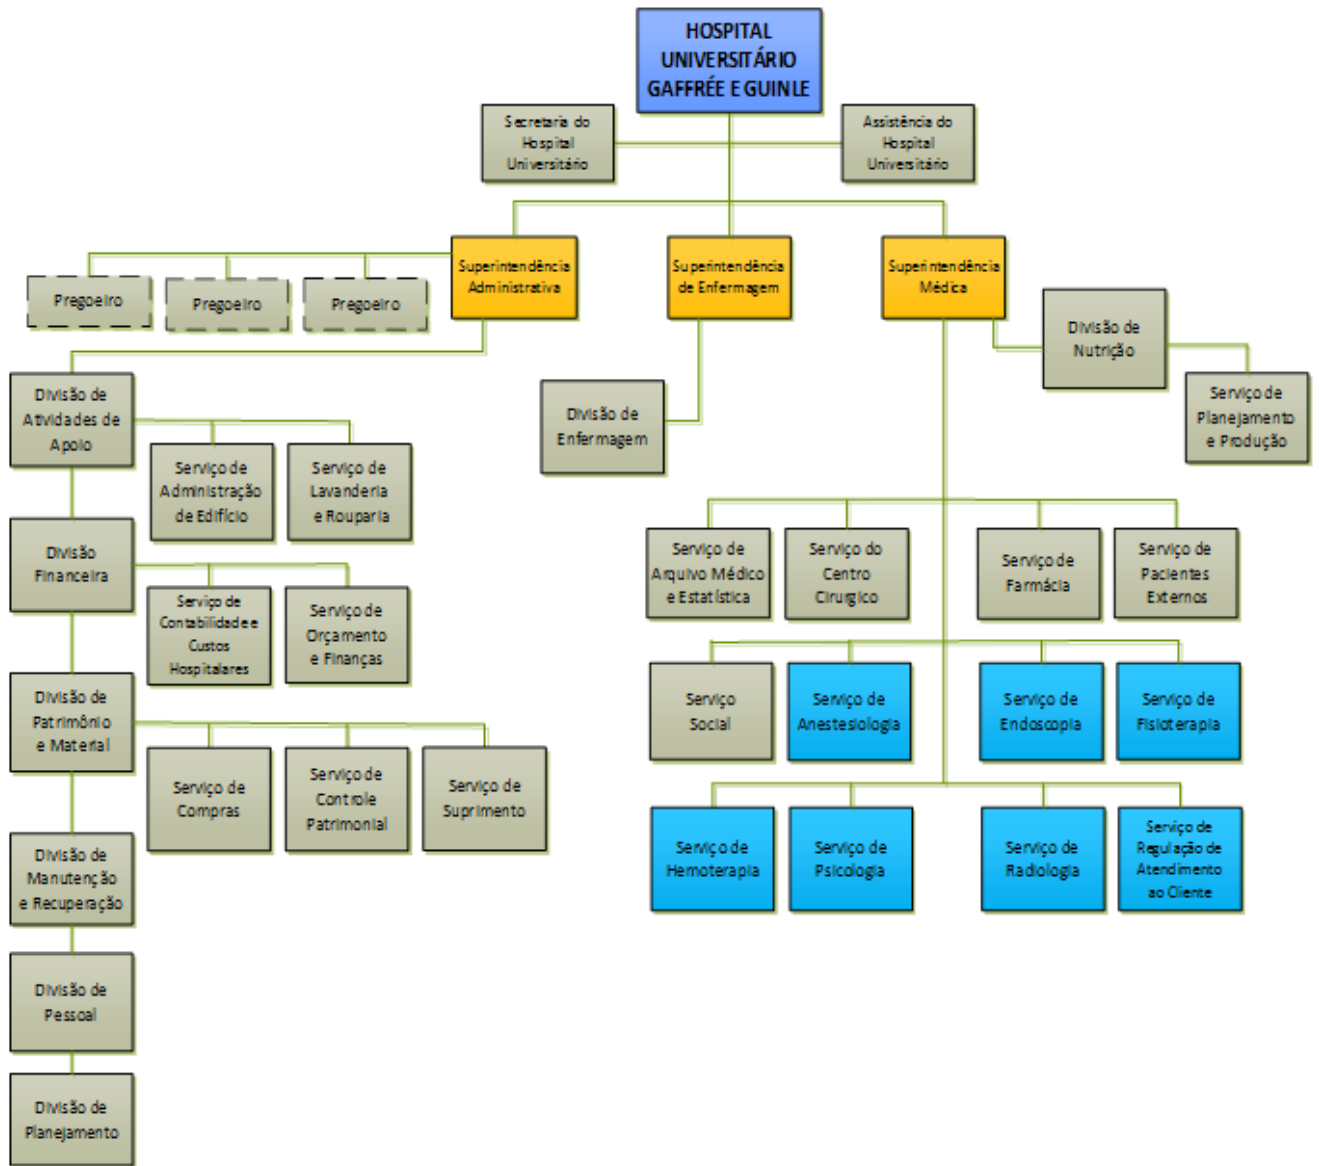 HOSPITAL
UNIVERSITÁRIO
GAFFRÉE E GUINLE
Secretaria do
Hospital
Universitário
Assistência do
Hospital
Universitário
Superintendência
Administrativa
Superintendência
de Enfermagem
Superintendência
Médica
Pregoeiro
Pregoeiro
Pregoeiro
Divisão de
Nutrição
Serviço de
Planejamento
e Produção
Divisão de
Enfermagem
Divisão de
Atividades de
Apoio
Serviço de
Administração
de Edifício
Serviço de
Lavanderia
e Rouparia
Divisão
Financeira
Serviço de
Contabilidade e
Custos
Hospitalares
Serviço de
Orçamento
e Finanças
Divisão de
Patrimônio
e Material
Serviço de
Compras
Serviço de
Controle
Patrimonial
Serviço de
Suprimento
Divisão de
Manutenção
e Recuperação
Divisão de
Pessoal
Divisão de
Planejamento
Serviço de
Arquivo Médico
e Estatística
Serviço do
Centro
Cirurgico
Serviço de
Farmácia
Serviço de
Pacientes
Externos
Serviço
Social
Serviço de
Anestesiologia
Serviço de
Endoscopia
Serviço de
Fisioterapia
Serviço de
Hemoterapia
Serviço de
Psicologia
Serviço de
Radiologia
Serviço de
Regulação de
Atendimento
ao Cliente